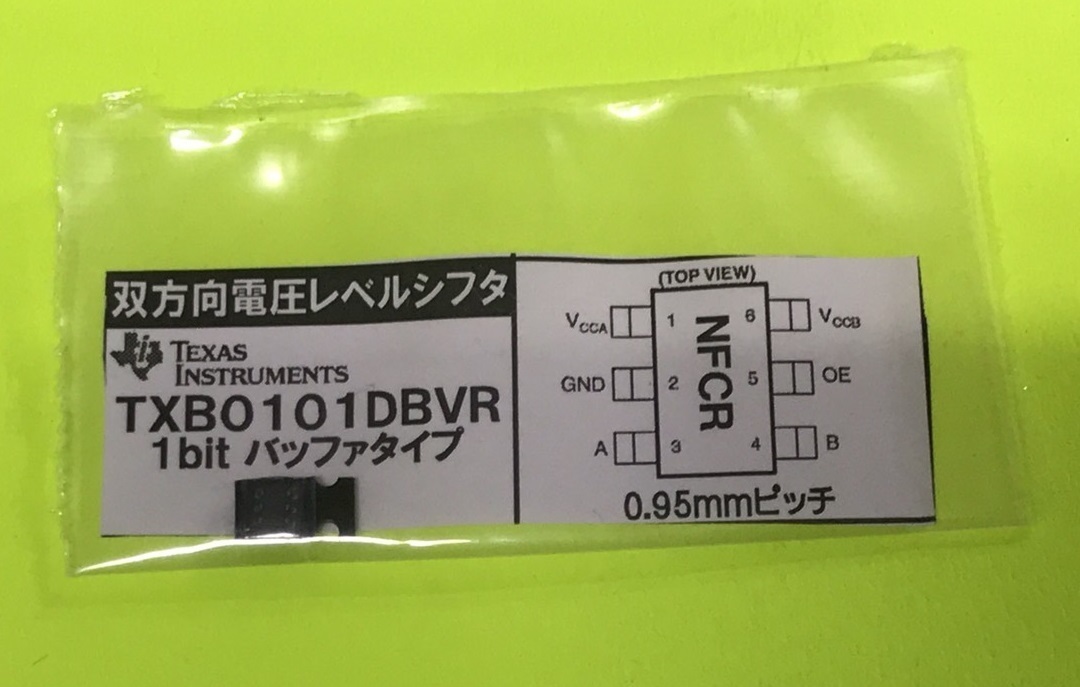 双方向電圧レベルシフタ
TEXAS
INSTRUMENTS
TXB0101DBVR
1bit バッファタイプ
(TOP VIEW)
VCCA 1 6 VCCB
GND 2 5 OE
A 3 4 B
NFCR
0.95mmピッチ